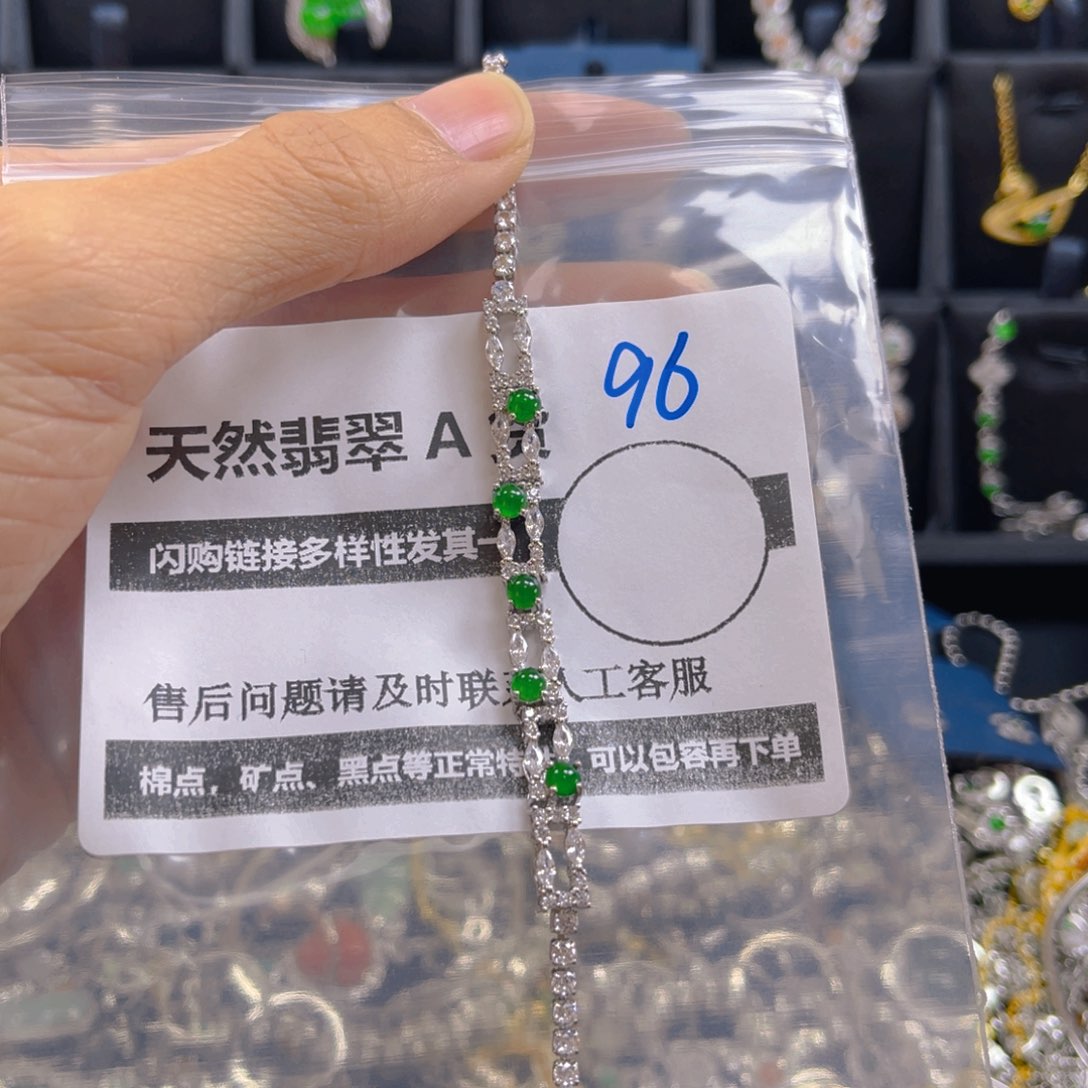 96
天然翡翠 A 货
闪购链接多样性发其一
售后问题请及时联系人工客服
棉点，矿点、黑点等正常特 可以包容再下单